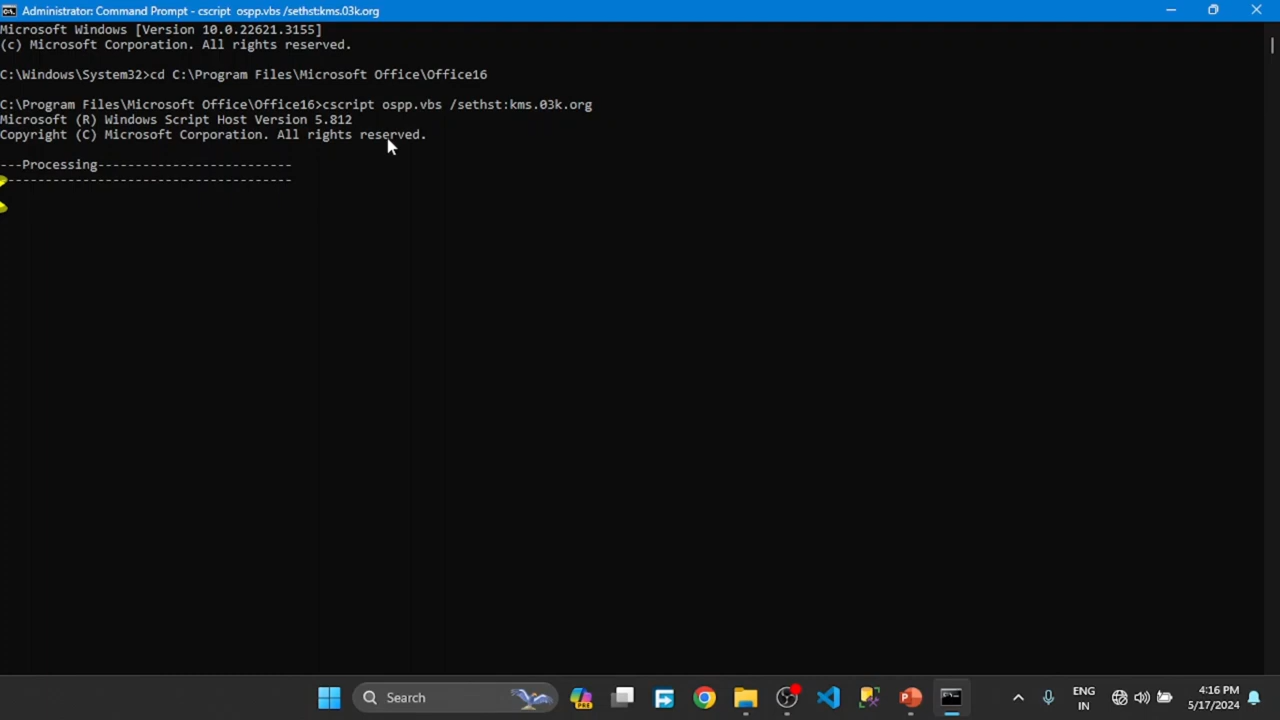 Administrator: Command Prompt - cscript ospp.vbs /sethst:kms.03k.org
Microsoft Windows [Version 10.0.22621.3155]
(c) Microsoft Corporation. All rights reserved.
C:\Windows\System32>cd C:\Program Files\Microsoft Office\Office16
C:\Program Files\Microsoft Office\Office16>cscript ospp.vbs /sethst:kms.03k.org
Microsoft (R) Windows Script Host Version 5.812
Copyright (C) Microsoft Corporation. All rights reserved.
---Processing--------------------------
---------------------------------------
Search
PRE
ENG
IN
4:16 PM
5/17/2024